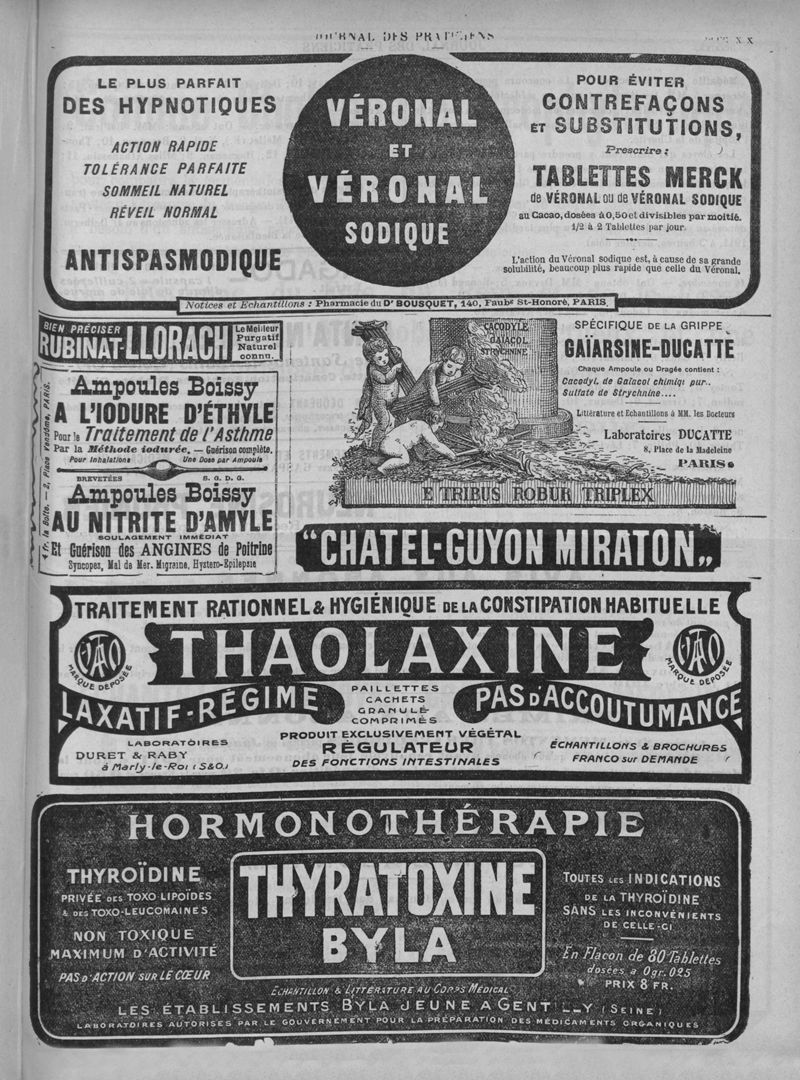 JOURNAL DES PRATICIENS
LE PLUS PARFAIT
DES HYPNOTIQUES
ACTION RAPIDE
TOLÉRANCE PARFAITE
SOMMEIL NATUREL
RÉVEIL NORMAL
ANTISPASMODIQUE
VÉRONAL
ET
VÉRONAL
SODIQUE
POUR ÉVITER
CONTREFAÇONS
ET SUBSTITUTIONS,
Prescrire :
TABLETTES MERCK
de VÉRONAL ou de VÉRONAL SODIQUE
au Cacao, dosées à 0,50 et divisibles par moitié.
1/2 à 2 Tablettes par jour.
L'action du Véronal sodique est, à cause de sa grande
solubilité, beaucoup plus rapide que celle du Véronal.
Notices et Echantillons : Pharmacie du Dr BOUSQUET, 140, Faubg St-Honoré, PARIS.
BIEN PRÉCISER
RUBINAT-LLORACH
Le Meilleur
Purgatif
Naturel
connu.
4 fr. la Boîte. — 2, Place Vendôme, PARIS.
Ampoules Boissy
A L'IODURE D'ÉTHYLE
Pour le Traitement de l'Asthme
Par la Méthode iodurée. — Guérison complète.
Pour Inhalations Une Dose par Ampoule
BREVETÉES S. G. D. G.
Ampoules Boissy
AU NITRITE D'AMYLE
SOULAGEMENT IMMÉDIAT
Et Guérison des ANGINES de Poitrine
Syncopes, Mal de Mer, Migraine, Hystero-Epilepsie
CACODYLE
GAÏACOL
STRYCHNINE
E TRIBUS ROBUR TRIPLEX
SPÉCIFIQUE DE LA GRIPPE
GAÏARSINE-DUCATTE
Chaque Ampoule ou Dragée contient :
Cacodyl. de Gaïacol chimiqt pur..
Sulfate de Strychnine....
Littérature et Echantillons à MM. les Docteurs
Laboratoires DUCATTE
8, Place de la Madeleine
PARIS
“CHATEL-GUYON MIRATON„
TRAITEMENT RATIONNEL & HYGIÉNIQUE DE LA CONSTIPATION HABITUELLE
THAOLAXINE
MARQUE DÉPOSÉE
MARQUE DÉPOSÉE
LAXATIF-RÉGIME
PAILLETTES
CACHETS
GRANULÉ
COMPRIMÉS
PAS D'ACCOUTUMANCE
LABORATOIRES
DURET & RABY
à Marly-le-Roi (S&O.)
PRODUIT EXCLUSIVEMENT VÉGÉTAL
RÉGULATEUR
DES FONCTIONS INTESTINALES
ÉCHANTILLONS & BROCHURES
FRANCO sur DEMANDE
HORMONOTHÉRAPIE
THYROÏDINE
PRIVÉE DES TOXO LIPOÏDES
& DES TOXO-LEUCOMAINES
NON TOXIQUE
MAXIMUM D'ACTIVITÉ
PAS D'ACTION SUR LE CŒUR
THYRATOXINE
BYLA
TOUTES LES INDICATIONS
DE LA THYROÏDINE
SANS LES INCONVÉNIENTS
DE CELLE-CI
En Flacon de 80 Tablettes
dosées à 0gr. 025
PRIX 8 FR.
ECHANTILLON & LITTÉRATURE AU CORPS MÉDICAL
LES ÉTABLISSEMENTS BYLA JEUNE A GENTILLY (SEINE)
LABORATOIRES AUTORISÉS PAR LE GOUVERNEMENT POUR LA PRÉPARATION DES MÉDICAMENTS ORGANIQUES